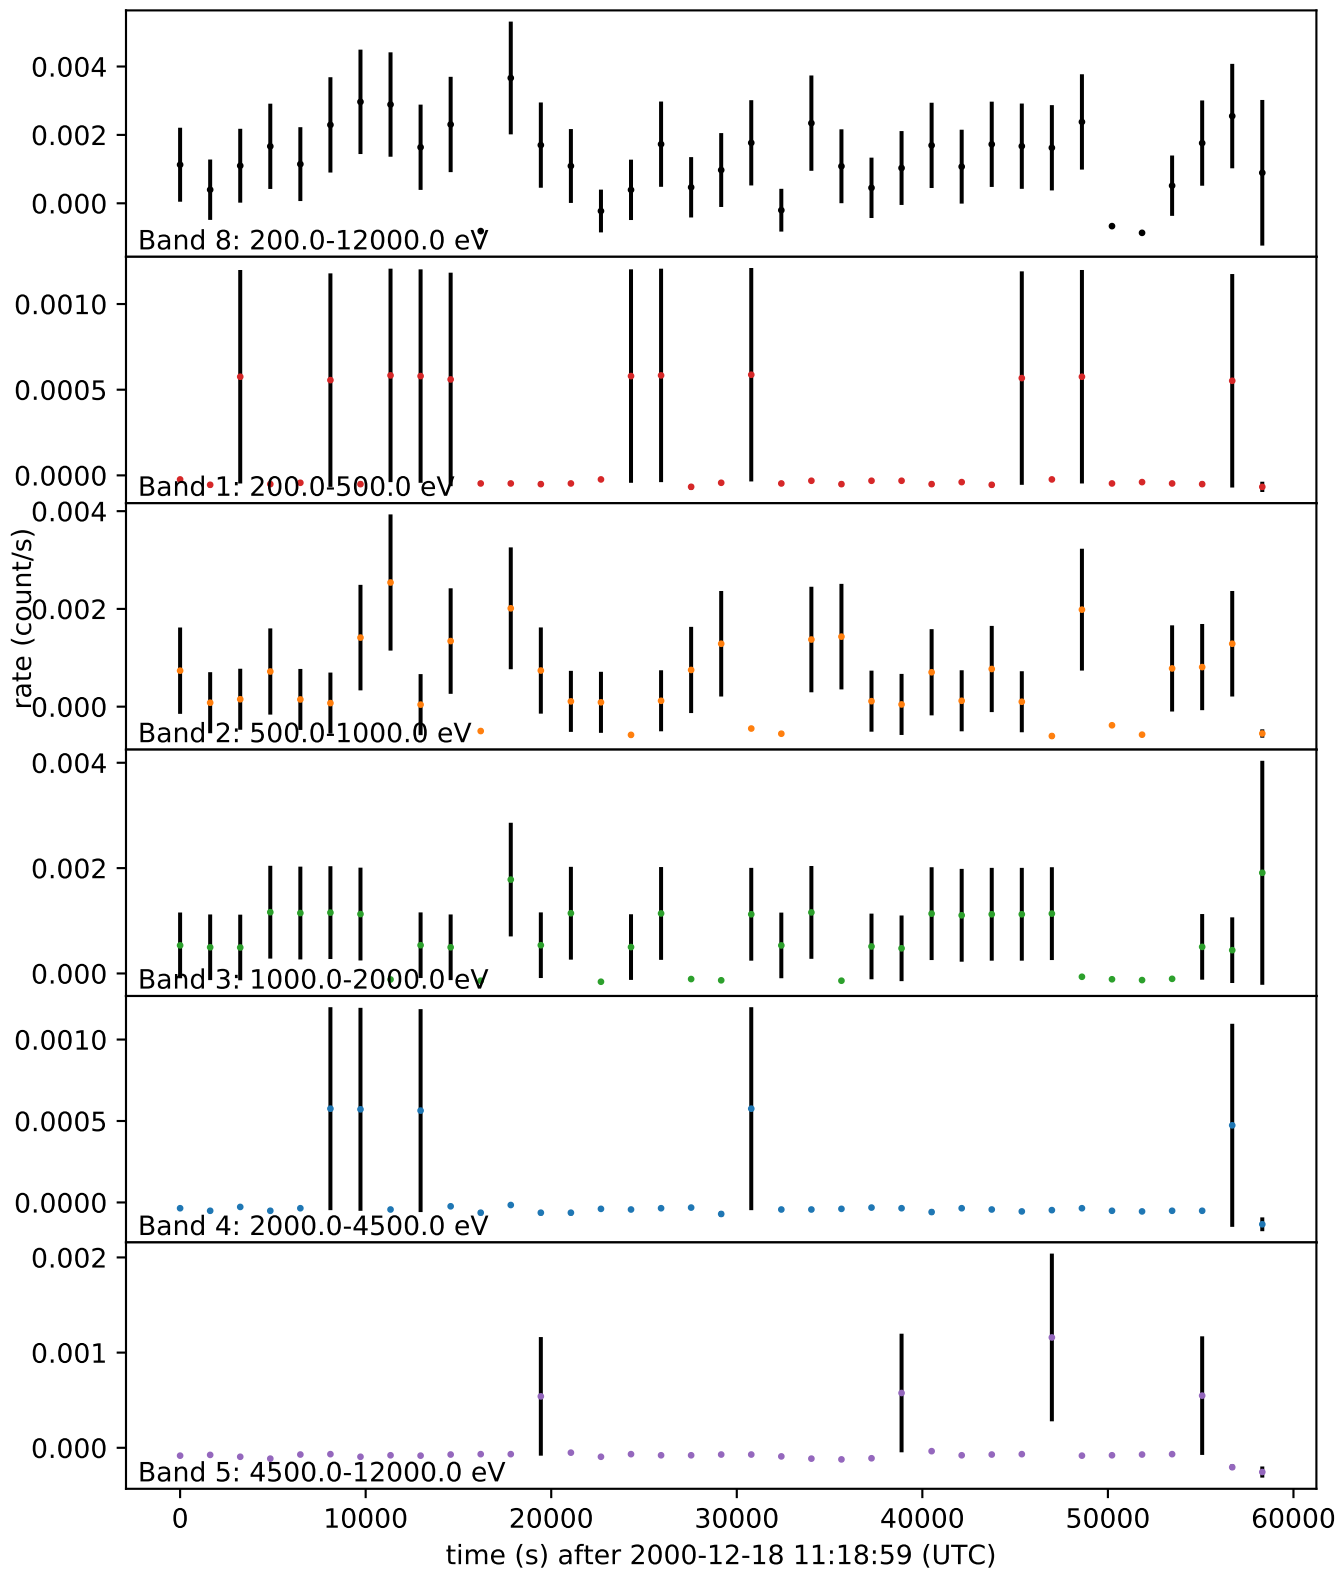 0.004
0.002
0.000
Band 8: 200.0-12000.0 eV
0.0010
0.0005
0.0000
Band 1: 200.0-500.0 eV
0.004
0.002
0.000
Band 2: 500.0-1000.0 eV
rate (count/s)
0.004
0.002
0.000
Band 3: 1000.0-2000.0 eV
0.0010
0.0005
0.0000
Band 4: 2000.0-4500.0 eV
0.002
0.001
0.000
Band 5: 4500.0-12000.0 eV
0 10000 20000 30000 40000 50000 60000
time (s) after 2000-12-18 11:18:59 (UTC)